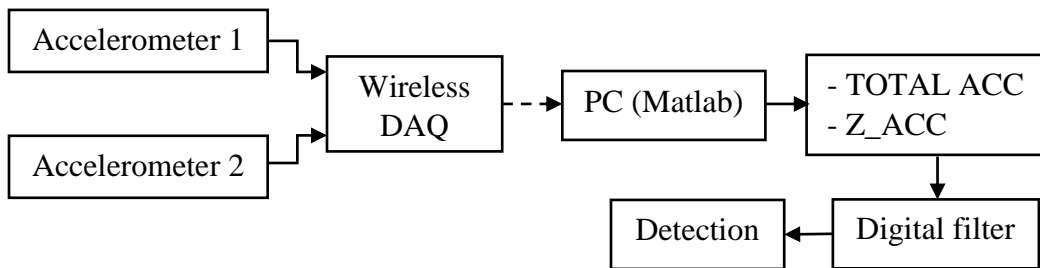 Accelerometer 1
Accelerometer 2
Wireless
DAQ
PC (Matlab)
- TOTAL ACC
- Z_ACC
Digital filter
Detection